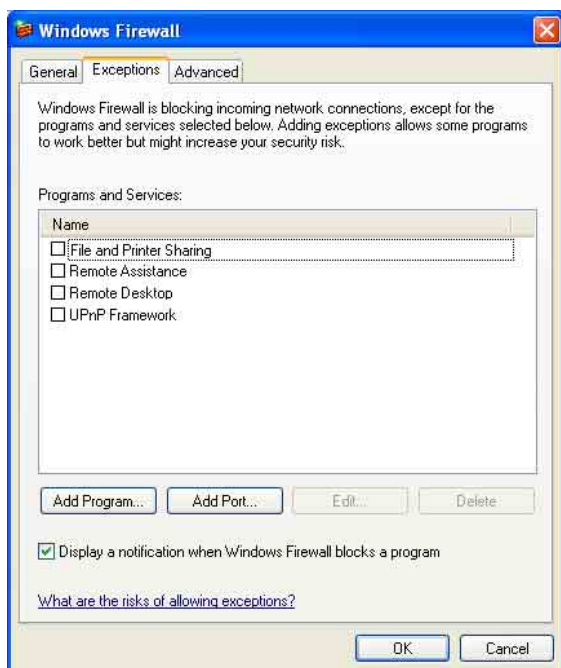 Windows Firewall
General
Exceptions
Advanced
Windows Firewall is blocking incoming network connections, except for the
programs and services selected below. Adding exceptions allows some programs
to work better but might increase your security risk.
Programs and Services:
Name
File and Printer Sharing
Remote Assistance
Remote Desktop
UPnP Framework
Add Program...
Add Port...
Edit...
Delete
Display a notification when Windows Firewall blocks a program
What are the risks of allowing exceptions?
OK
Cancel